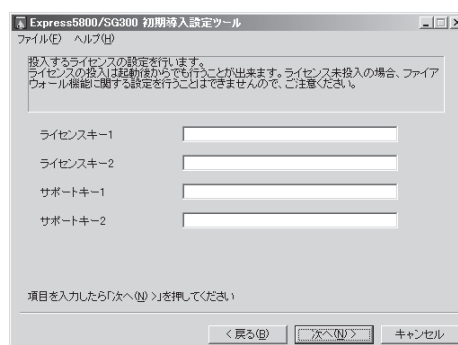 Express5800/SG300 初期導入設定ツール
ファイル(F) ヘルプ(H)
投入するライセンスの設定を行います。
ライセンスの投入は起動後からでも行うことが出来ます。ライセンス未投入の場合、ファイア
ウォール機能に関する設定を行うことはできませんので、ご注意ください。
ライセンスキー1
ライセンスキー2
サポートキー1
サポートキー2
項目を入力したら「次へ(N) >」を押してください
< 戻る(B) 次へ(N) > キャンセル